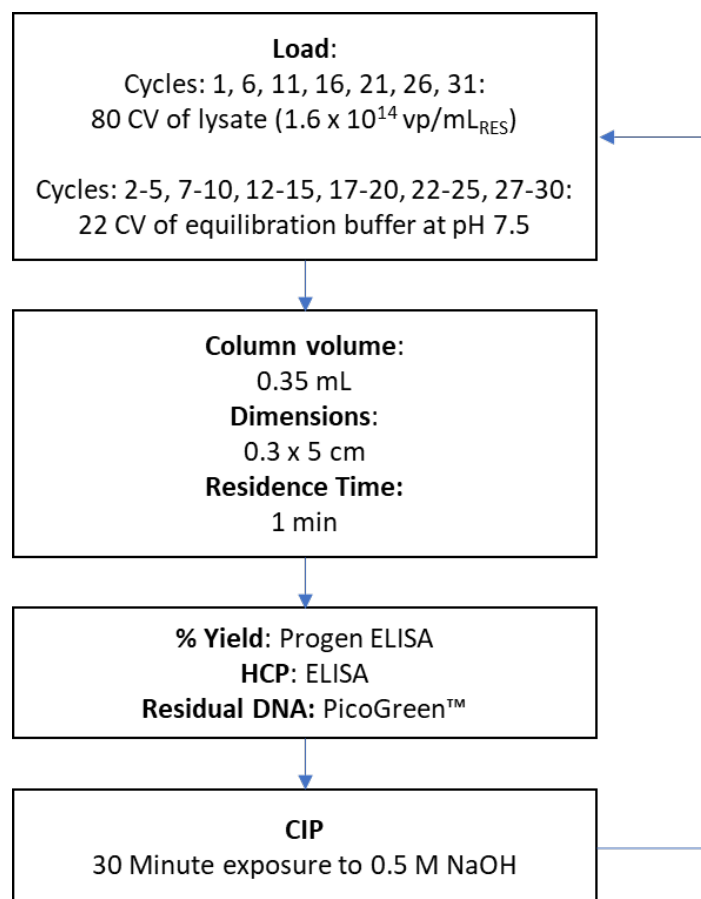 Load:
Cycles: 1, 6, 11, 16, 21, 26, 31:
80 CV of lysate (1.6 x 10¹⁴ vp/mL_RES)
Cycles: 2-5, 7-10, 12-15, 17-20, 22-25, 27-30:
22 CV of equilibration buffer at pH 7.5
Column volume:
0.35 mL
Dimensions:
0.3 x 5 cm
Residence Time:
1 min
% Yield: Progen ELISA
HCP: ELISA
Residual DNA: PicoGreen™
CIP
30 Minute exposure to 0.5 M NaOH